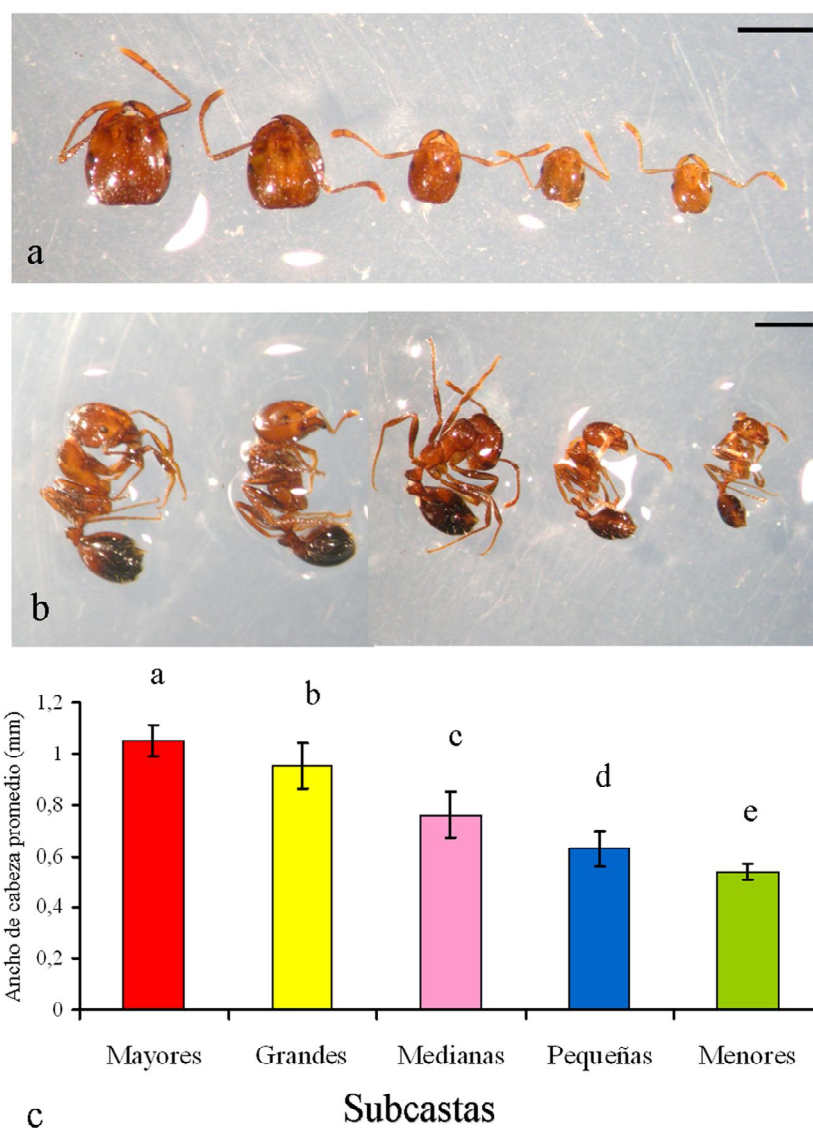 a
b
a
b
c
d
e
Ancho de cabeza promedio (mm)
1,2
1
0,8
0,6
0,4
0,2
0
Mayores Grandes Medianas Pequeñas Menores
c
Subcastas